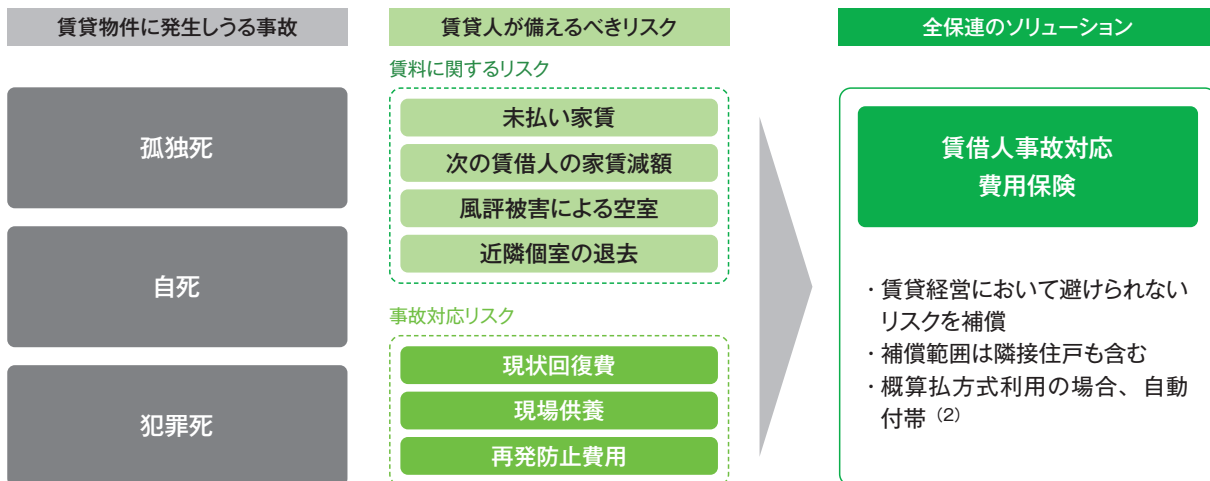 賃貸物件に発生しうる事故
孤独死
自死
犯罪死
賃貸人が備えるべきリスク
賃料に関するリスク
未払い家賃
次の賃借人の家賃減額
風評被害による空室
近隣個室の退去
事故対応リスク
現状回復費
現場供養
再発防止費用
全保連のソリューション
賃借人事故対応
費用保険
・賃貸経営において避けられない
リスクを補償
・補償範囲は隣接住戸も含む
・概算払方式利用の場合、自動
付帯 (2)